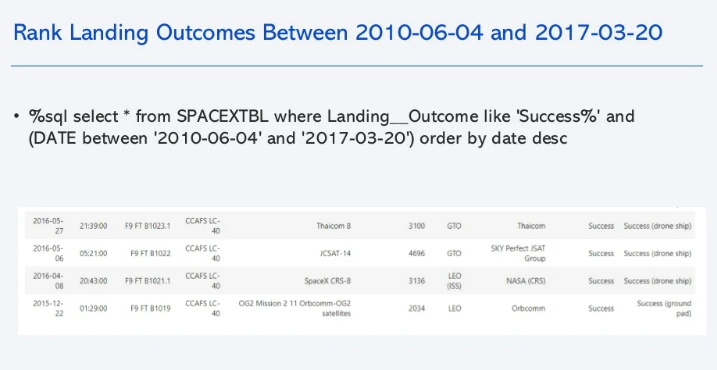 Rank Landing Outcomes Between 2010-06-04 and 2017-03-20
• %sql select * from SPACEXTBL where Landing__Outcome like 'Success%' and
(DATE between '2010-06-04' and '2017-03-20') order by date desc
2016-05-27 21:39:00 F9 FT B1023.1 CCAFS LC-40 Thaicom 8 3100 GTO Thaicom Success Success (drone ship)
2016-05-06 05:21:00 F9 FT B1022 CCAFS LC-40 JCSAT-14 4696 GTO SKY Perfect JSAT Group Success Success (drone ship)
2016-04-08 20:43:00 F9 FT B1021.1 CCAFS LC-40 SpaceX CRS-8 3136 LEO (ISS) NASA (CRS) Success Success (drone ship)
2015-12-22 01:29:00 F9 FT B1019 CCAFS LC-40 OG2 Mission 2 11 Orbcomm-OG2 satellites 2034 LEO Orbcomm Success Success (ground pad)